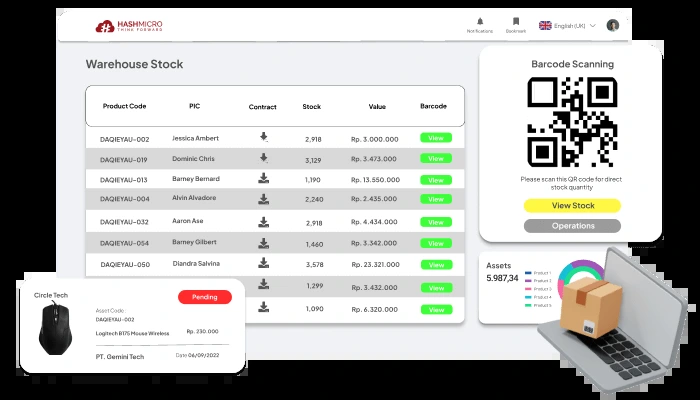 HASHMICRO
THINK FORWARD
Notifications
Bookmark
English (UK)
Warehouse Stock
Product Code PIC Contract Stock Value Barcode
DAQIEYAU-002 Jessica Ambert 2,918 Rp. 3.000.000 View
DAQIEYAU-019 Dominic Chris 3,129 Rp. 3.473.000 View
DAQIEYAU-013 Barney Bernard 1,190 Rp. 13.550.000 View
DAQIEYAU-004 Alvin Alvadore 2,240 Rp. 2.435.000 View
DAQIEYAU-032 Aaron Ase 2,918 Rp. 4.434.000 View
DAQIEYAU-054 Barney Gilbert 1,460 Rp. 3.342.000 View
DAQIEYAU-050 Diandra Salvina 3,578 Rp. 23.321.000 View
1,299 Rp. 3.432.000 View
1,090 Rp. 6.320.000 View
Barcode Scanning
Please scan this QR code for direct
stock quantity
View Stock
Operations
Assets
5.987,34
Product 1
Product 2
Product 3
Product 4
Product 5
Circle Tech
Pending
Asset Code
DAQIEYAU-002
Logitech B175 Mouse Wireless Rp. 230.000
PT. Gemini Tech Date 06/09/2022